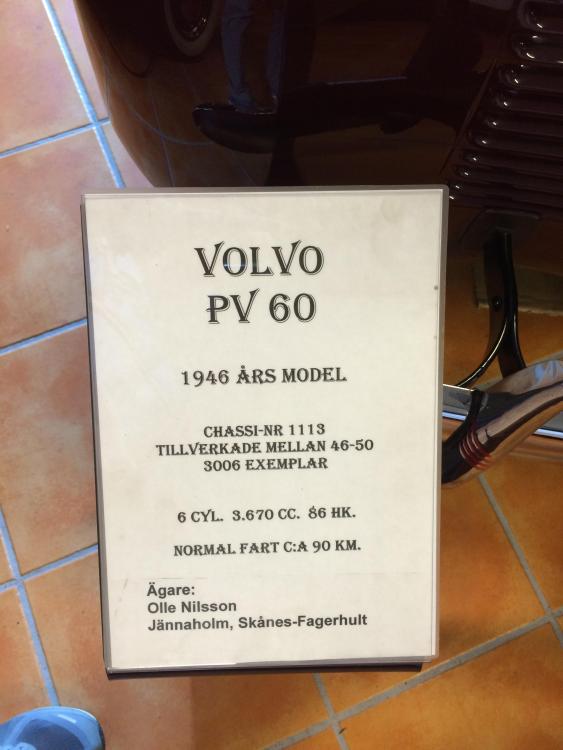 VOLVO
PV 60
1946 ÅRS MODEL
CHASSI-NR 1113
TILLVERKADE MELLAN 46-50
3006 EXEMPLAR
6 CYL. 3.670 CC. 86 HK.
NORMAL FART C:A 90 KM.
Ägare:
Olle Nilsson
Jännaholm, Skånes-Fagerhult